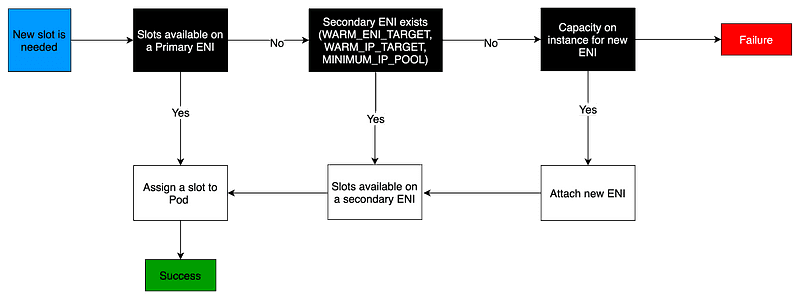 New slot is
needed
Slots available on
a Primary ENI
No
Secondary ENI exists
(WARM_ENI_TARGET,
WARM_IP_TARGET,
MINIMUM_IP_POOL)
No
Capacity on
instance for new
ENI
Failure
Yes
Yes
Yes
Assign a slot to
Pod
Slots available on
a secondary ENI
Attach new ENI
Success